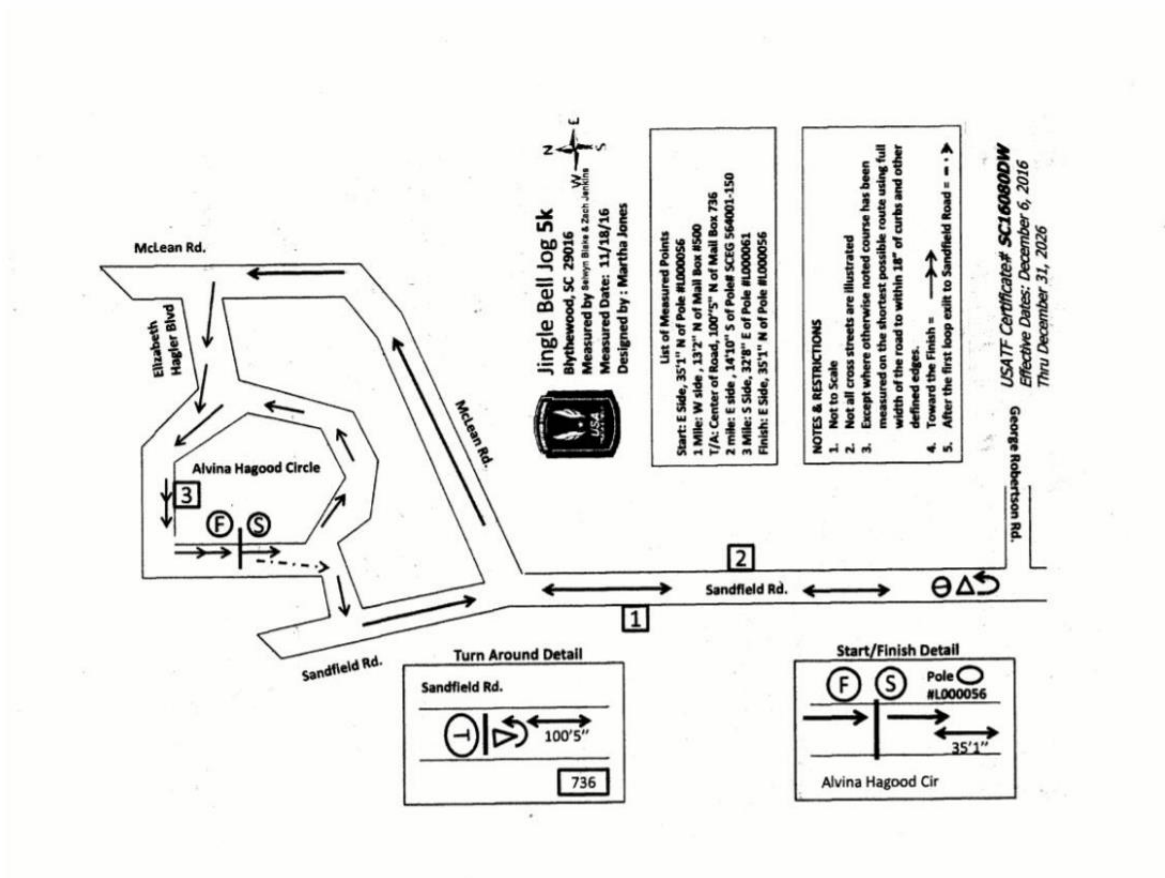 McLean Rd.
Elizabeth
Hagler Blvd
McLean Rd.
Alvina Hagood Circle
3
F S
Sandfield Rd.
2
Sandfield Rd.
1
T
George Robertson Rd.
Jingle Bell Jog 5k
Blythewood, SC 29016
Measured by Selwyn Blake & Zach Jenkins
Measured Date: 11/18/16
Designed by : Martha Jones
N
E
S
W
USA
List of Measured Points
Start: E Side, 35'1" N of Pole #L000056
1 Mile: W side , 13'2" N of Mail Box #500
T/A: Center of Road, 100'5" N of Mail Box 736
2 mile: E side , 14'10" S of Pole# SCEG 564001-150
3 Mile: S Side, 32'8" E of Pole #L000061
Finish: E Side, 35'1" N of Pole #L000056
NOTES & RESTRICTIONS
1. Not to Scale
2. Not all cross streets are illustrated
3. Except where otherwise noted course has been
measured on the shortest possible route using full
width of the road to within 18" of curbs and other
defined edges.
4. Toward the Finish =
5. After the first loop exilt to Sandfield Road =
USATF Certificate# SC16080DW
Effective Dates: December 6, 2016
Thru December 31, 2026
Turn Around Detail
Sandfield Rd.
T
100'5"
736
Start/Finish Detail
F S Pole
#L000056
35'1"
Alvina Hagood Cir